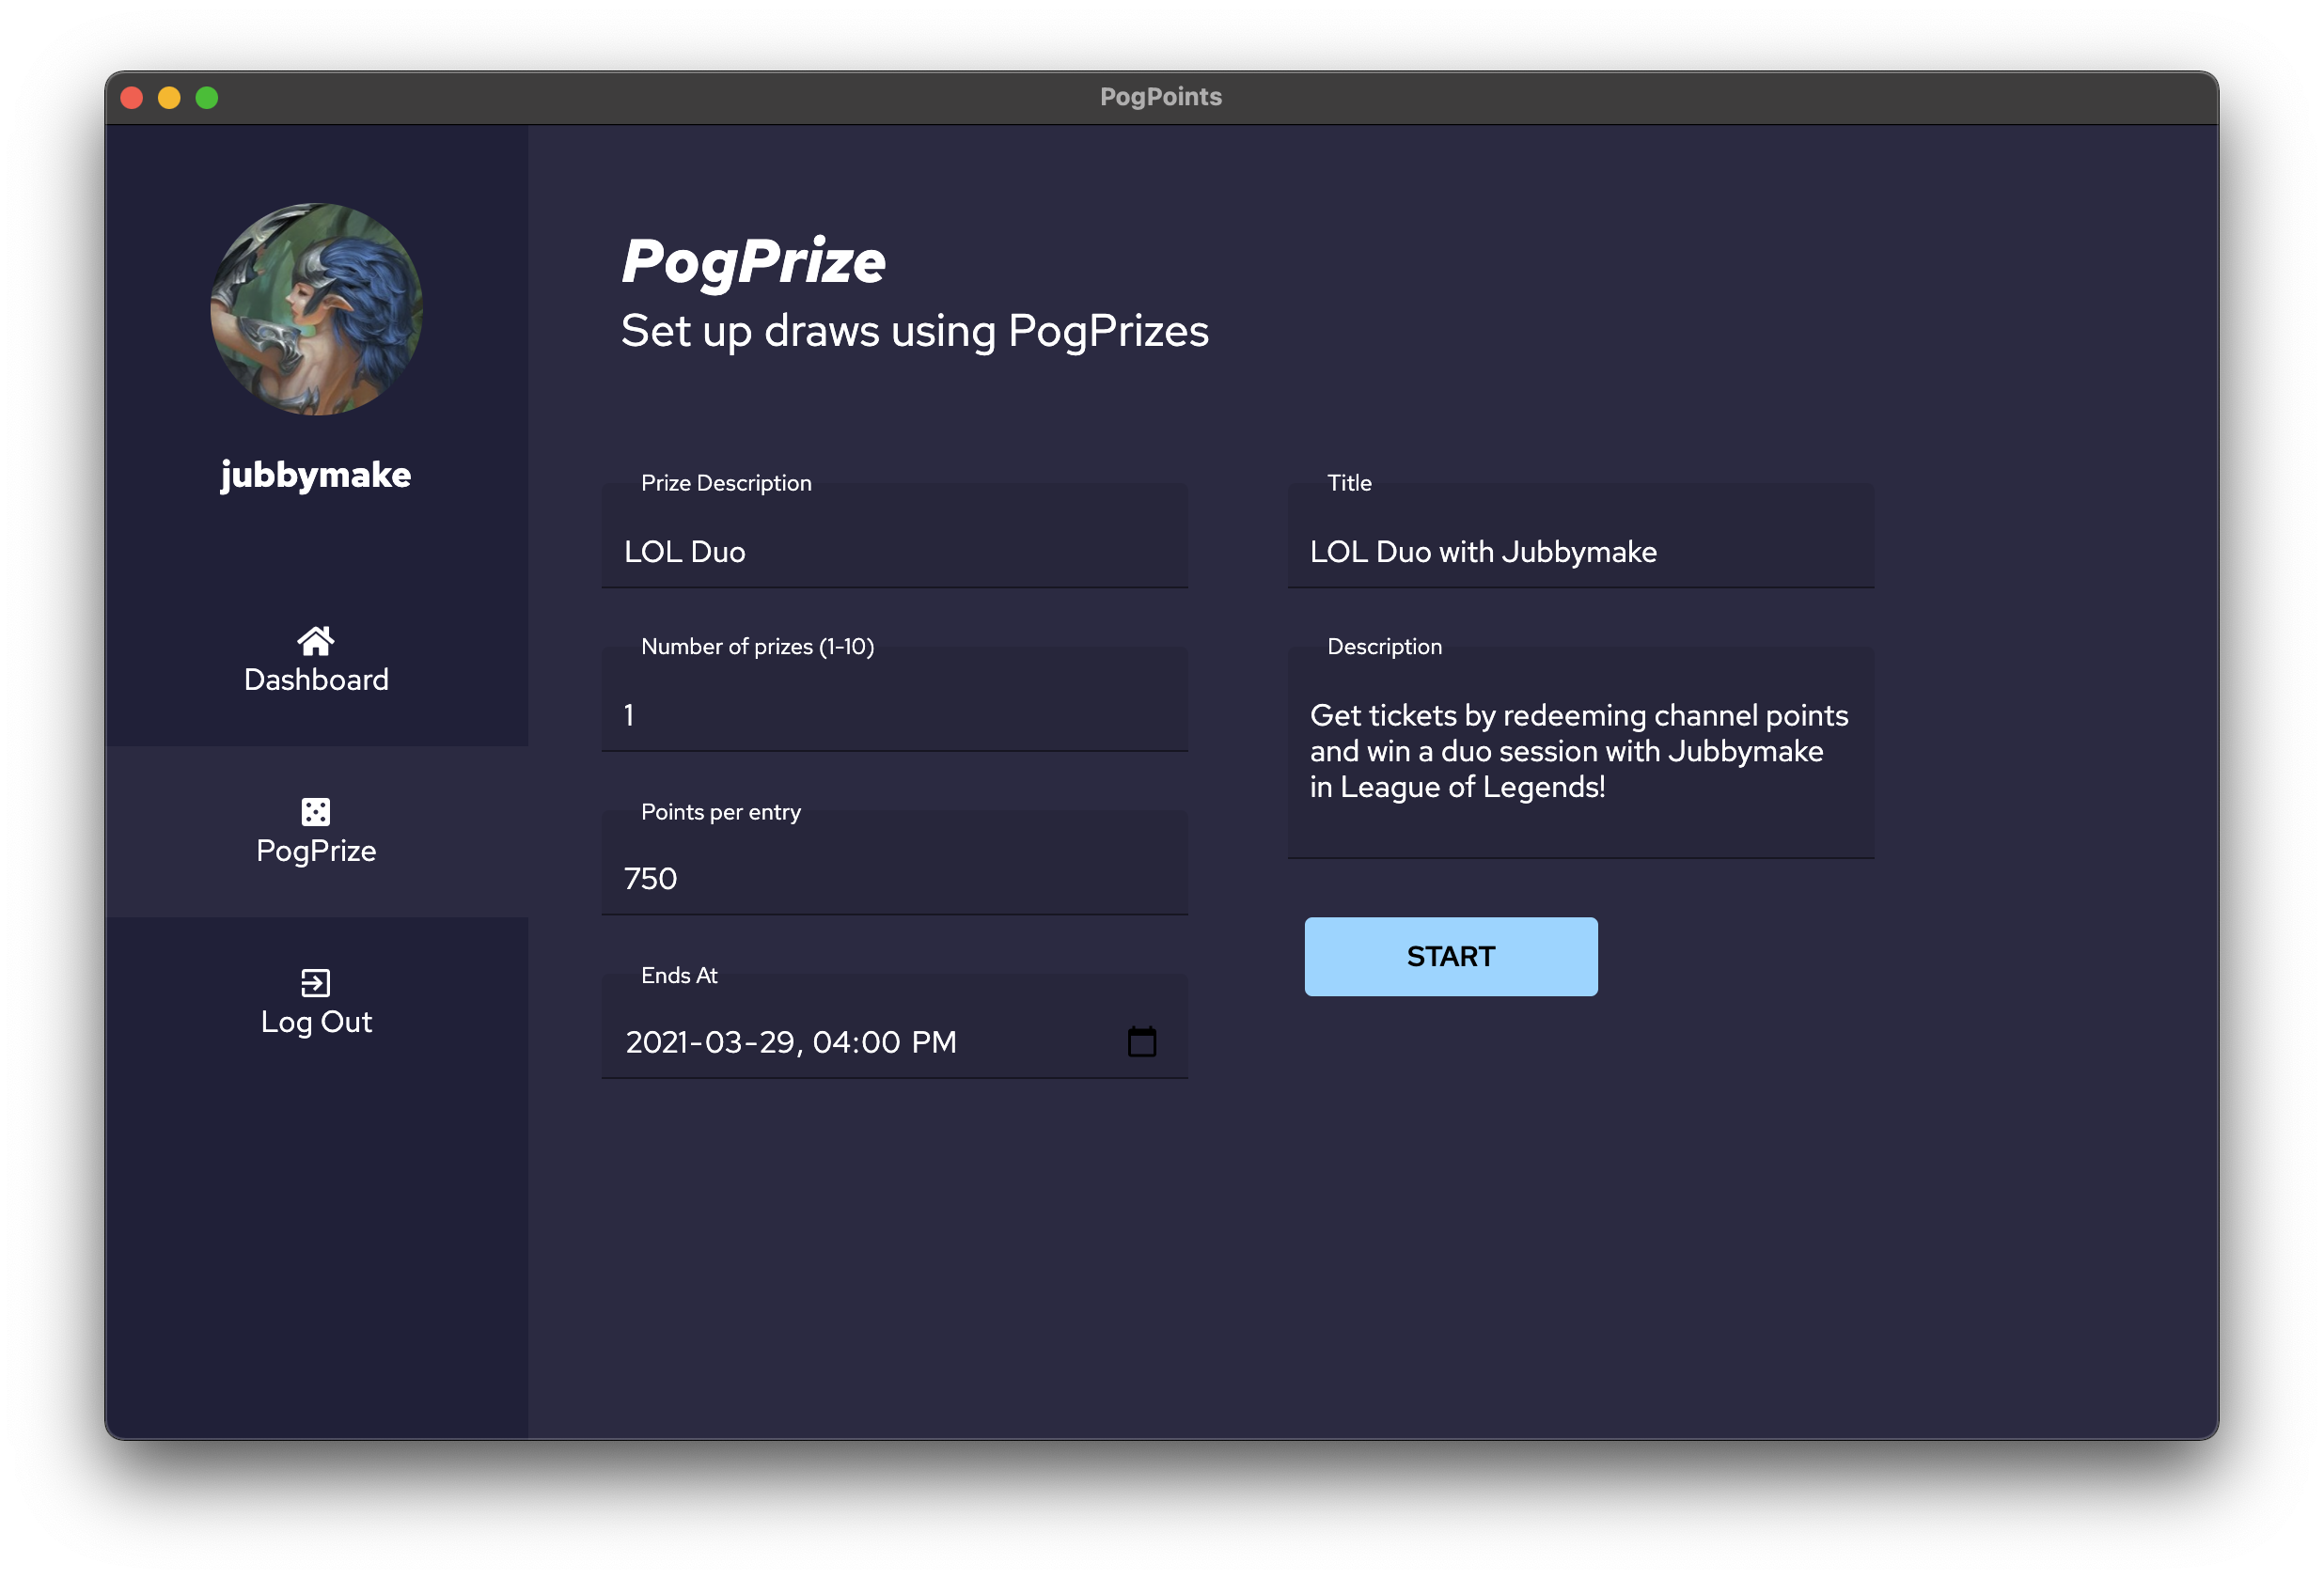 PogPoints
jubbymake
Dashboard
PogPrize
Log Out
PogPrize
Set up draws using PogPrizes
Prize Description
LOL Duo
Number of prizes (1-10)
1
Points per entry
750
Ends At
2021-03-29, 04:00 PM
Title
LOL Duo with Jubbymake
Description
Get tickets by redeeming channel points
and win a duo session with Jubbymake
in League of Legends!
START